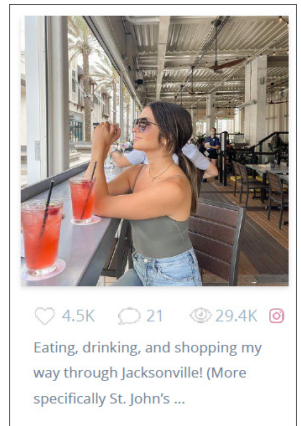 4.5K 21 29.4K
Eating, drinking, and shopping my
way through Jacksonville! (More
specifically St. John's ...